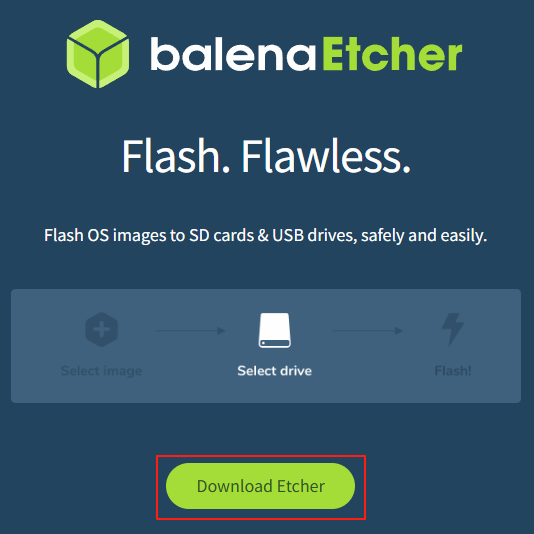 balenaEtcher
Flash. Flawless.
Flash OS images to SD cards & USB drives, safely and easily.
Select image
Select drive
Flash!
Download Etcher